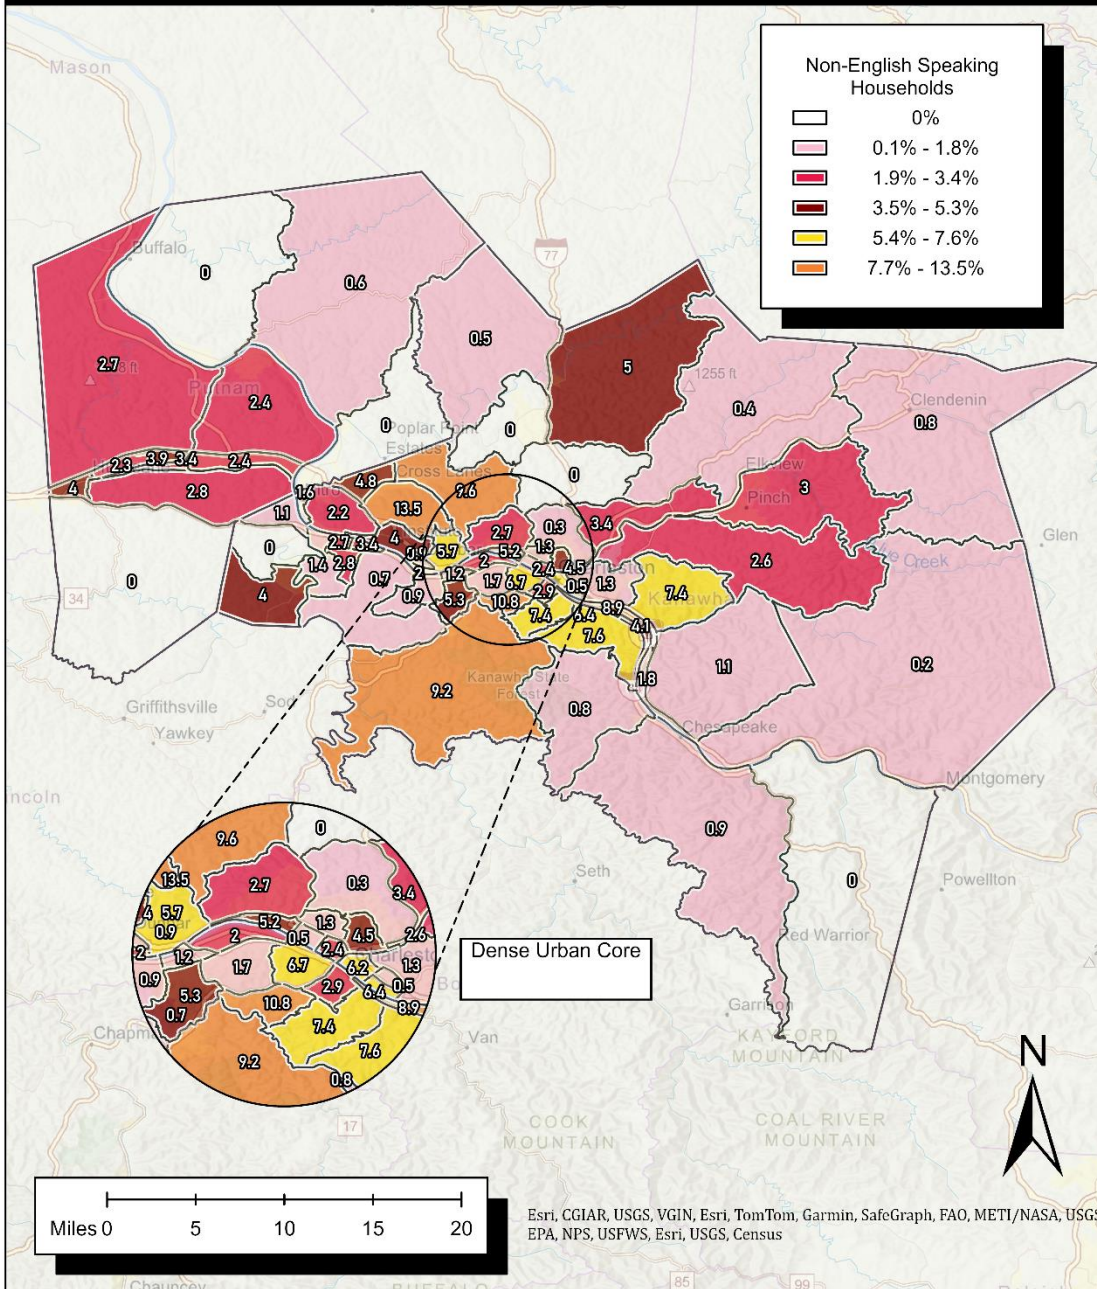 Mason
Non-English Speaking
Households
0%
0.1% - 1.8%
1.9% - 3.4%
3.5% - 5.3%
5.4% - 7.6%
7.7% - 13.5%
77
Buffalo
0
0.6
0.5
5
2.7
Putnam
2.4
1255 ft
0.4
Clendenin
0.8
0
Poplar
Estates
Cross Lanes
0
0
Elkview
Pinch
3
2.3
3.9
3.4
2.4
4
2.8
1.6
4.8
13.5
9.6
1.1
2.2
2.7
0.3
3.4
Glen
Creek
0
2.7
3.4
4
5.7
5.2
1.3
2.6
0
1.4
2.8
0.7
2
1.2
2
2.4
4.5
1.7
6.7
2.9
0.5
1.3
7.4
Kanawha
34
4
0.9
5.3
10.8
7.4
6.4
8.9
7.6
4.1
9.2
Kanawha State
Forest
1.8
1.1
0.2
Griffithsville
Sod
Yawkey
0.8
Chesapeake
Montgomery
0.9
0
Seth
Powellton
Red Warrior
9.6
0
13.5
2.7
0.3
3.4
4
5.7
0.9
5.2
1.3
4.5
2.6
2
1.2
2
0.5
2.4
Charleston
0.9
1.7
6.7
6.2
1.3
5.3
2.9
6.4
0.5
0.7
10.8
8.9
7.4
7.6
9.2
0.8
Dense Urban Core
Van
Garrison
KAYFORD
MOUNTAIN
17
COOK
MOUNTAIN
COAL RIVER
MOUNTAIN
N
Miles 0 5 10 15 20
Esri, CGIAR, USGS, VGIN, Esri, TomTom, Garmin, SafeGraph, FAO, METI/NASA, USGS
EPA, NPS, USFWS, Esri, USGS, Census
Chauncey
85
99